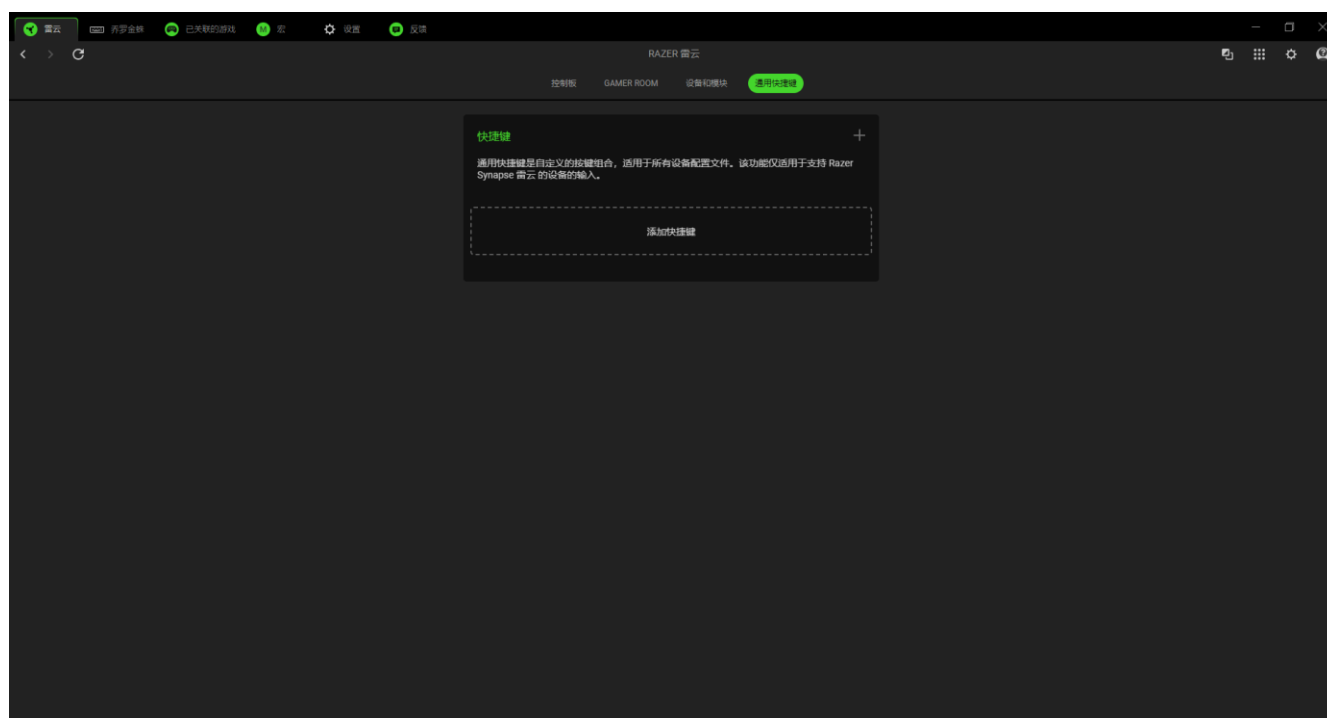 雷云 乔罗金蛛 已关联的游戏 M 宏 设置 反馈
RAZER 雷云
控制板 GAMER ROOM 设备和模块 通用快捷键
快捷键
通用快捷键是自定义的按键组合，适用于所有设备配置文件。该功能仅适用于支持 Razer
Synapse 雷云 的设备的输入。
添加快捷键